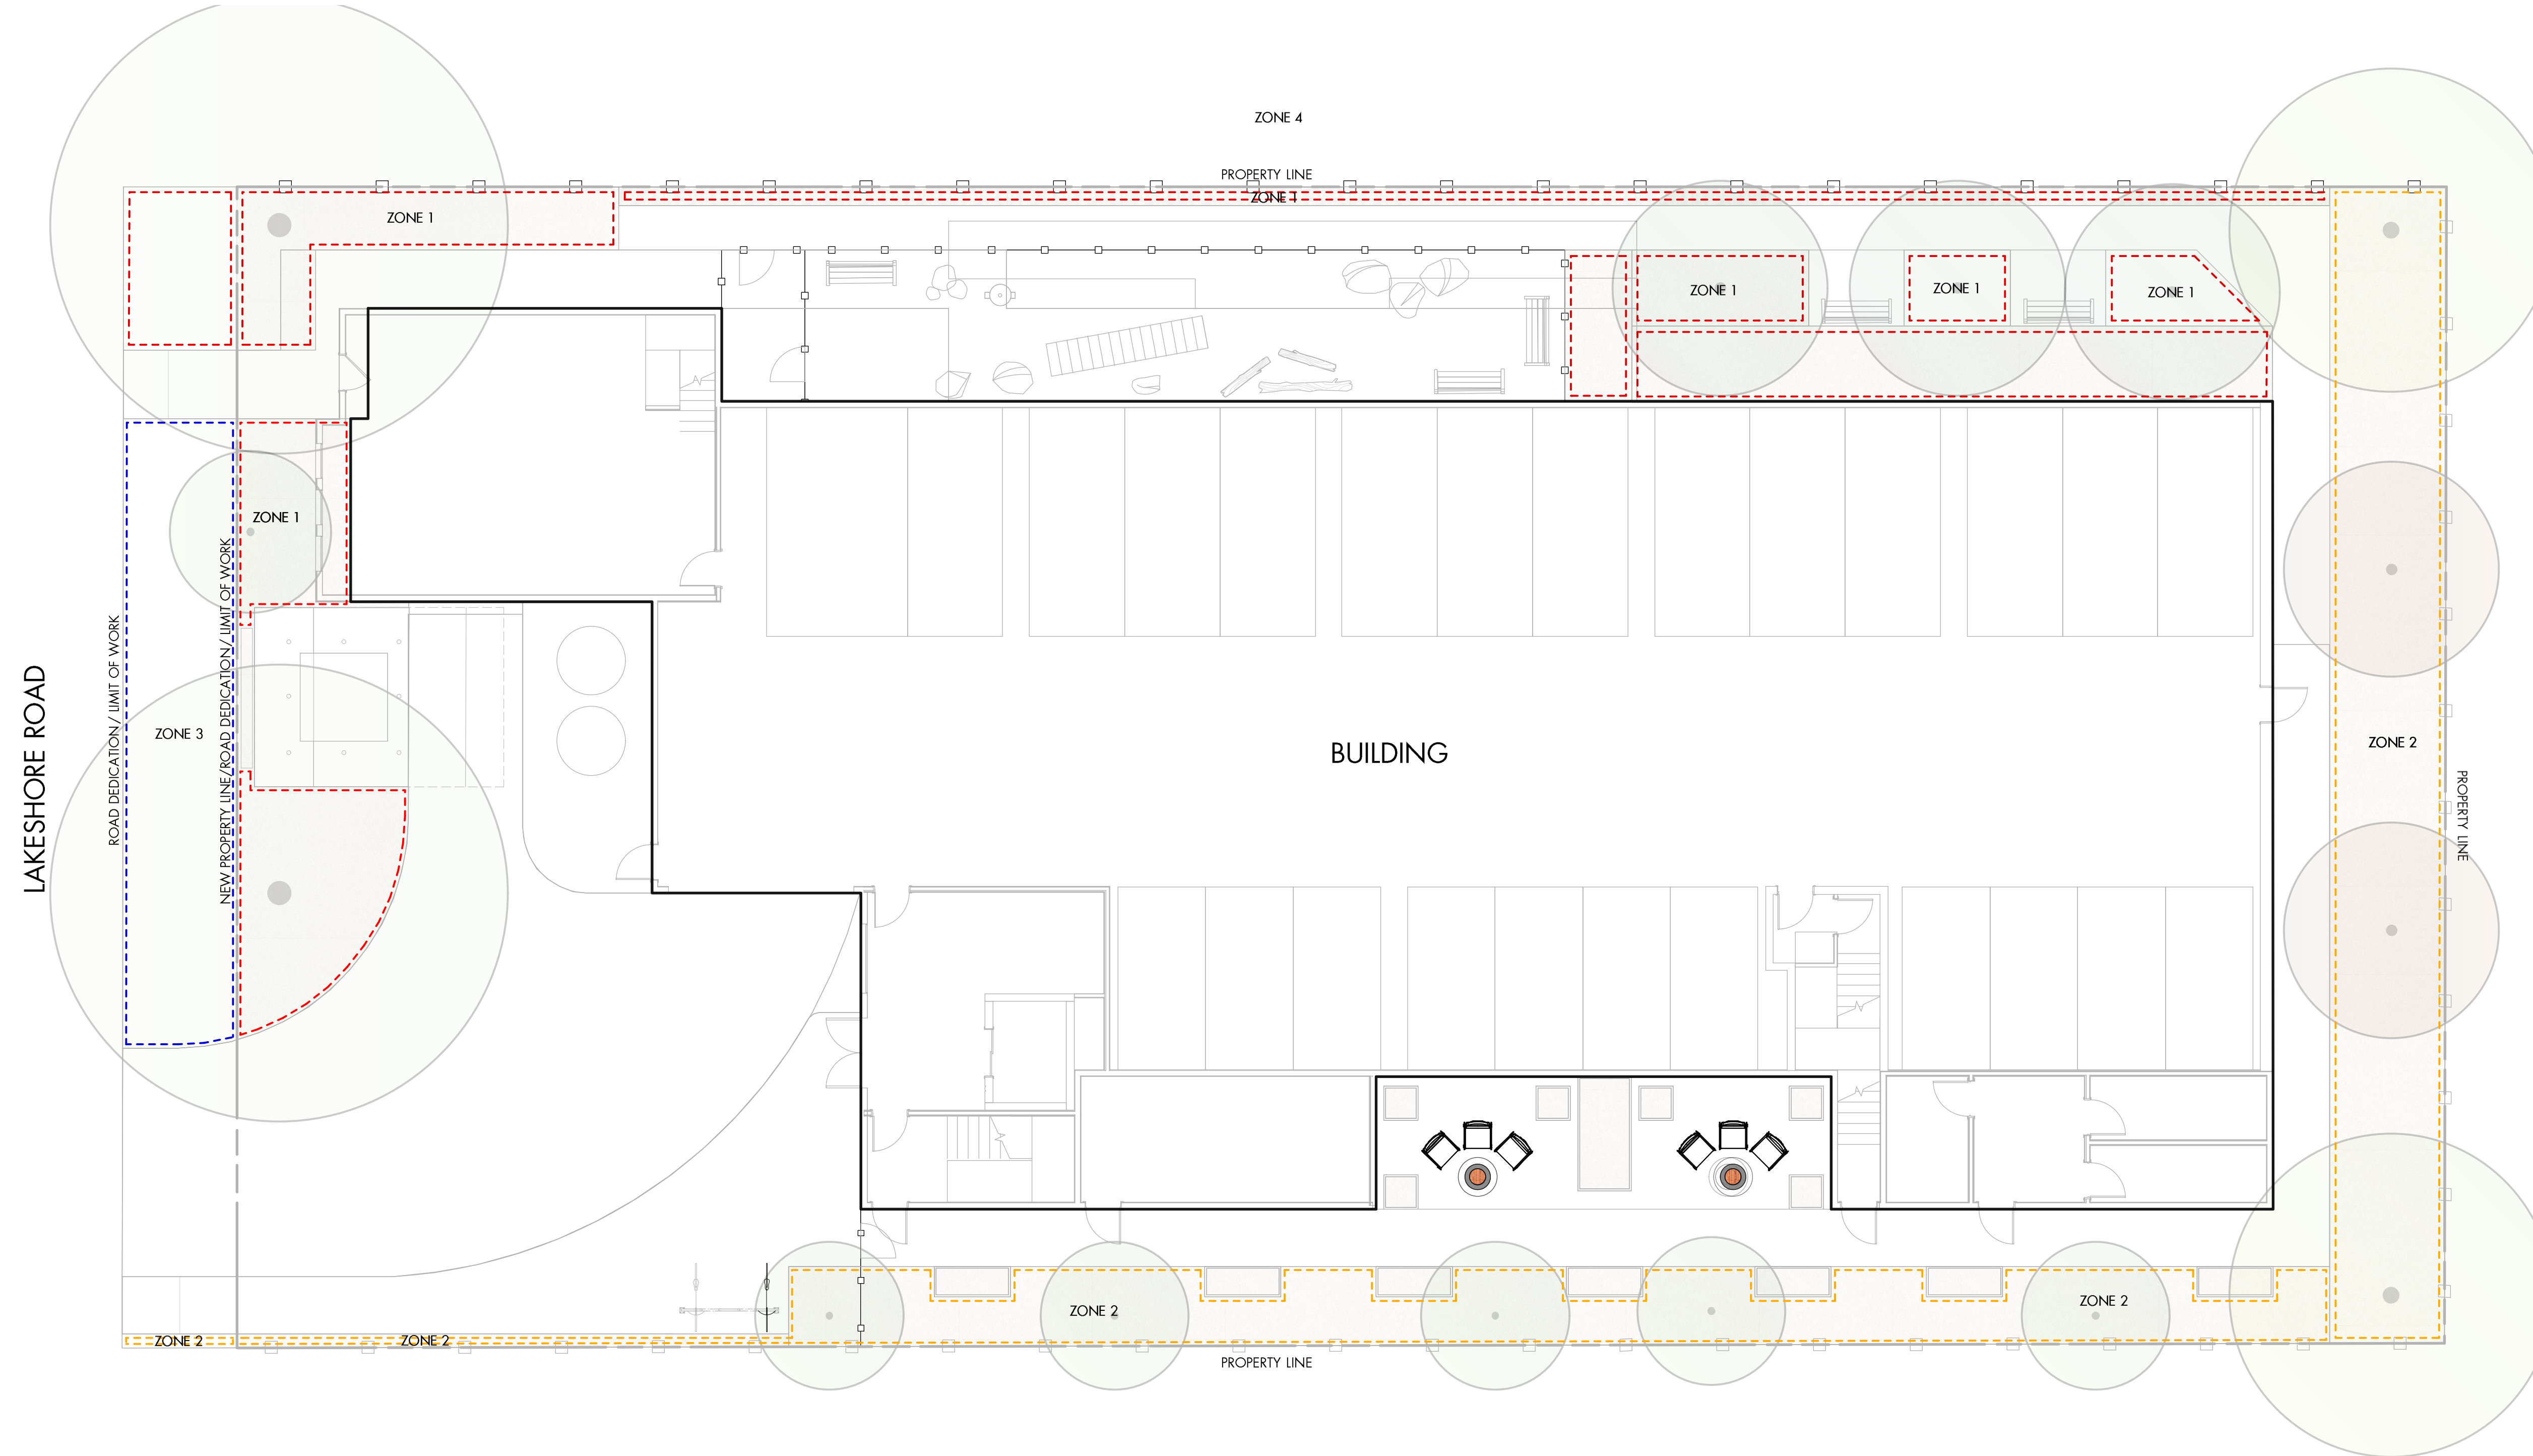 ZONE 4
PROPERTY LINE
ZONE 1
ZONE 1
ZONE 1
ZONE 1
ZONE 1
ZONE 1
LAKESHORE ROAD
ROAD DEDICATION / LIMIT OF WORK
NEW PROPERTY LINE/ROAD DEDICATION / LIMIT OF WORK
ZONE 3
BUILDING
ZONE 2
PROPERTY LINE
ZONE 2
ZONE 2
ZONE 2
ZONE 2
PROPERTY LINE